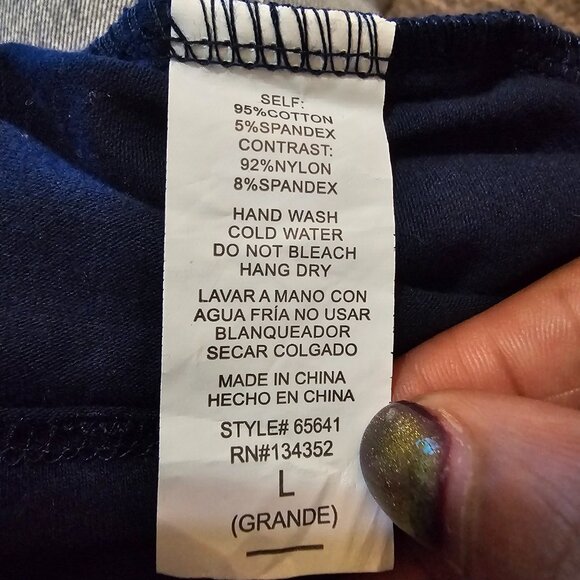 SELF:
95%COTTON
5%SPANDEX
CONTRAST:
92%NYLON
8%SPANDEX
HAND WASH
COLD WATER
DO NOT BLEACH
HANG DRY
LAVAR A MANO CON
AGUA FRÍA NO USAR
BLANQUEADOR
SECAR COLGADO
MADE IN CHINA
HECHO EN CHINA
STYLE# 65641
RN#134352
L
(GRANDE)